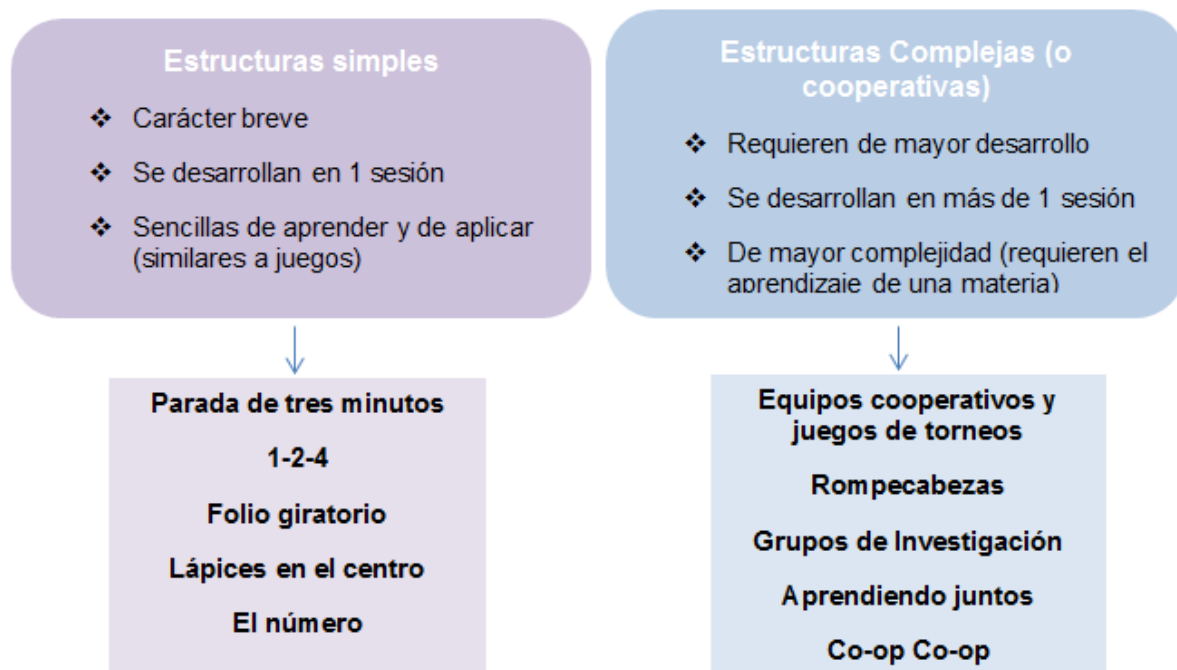 Estructuras simples
❖ Carácter breve
❖ Se desarrollan en 1 sesión
❖ Sencillas de aprender y de aplicar
(similares a juegos)
Estructuras Complejas (o
cooperativas)
❖ Requieren de mayor desarrollo
❖ Se desarrollan en más de 1 sesión
❖ De mayor complejidad (requieren el
aprendizaje de una materia)
Parada de tres minutos
1-2-4
Folio giratorio
Lápices en el centro
El número
Equipos cooperativos y
juegos de torneos
Rompecabezas
Grupos de Investigación
Aprendiendo juntos
Co-op Co-op